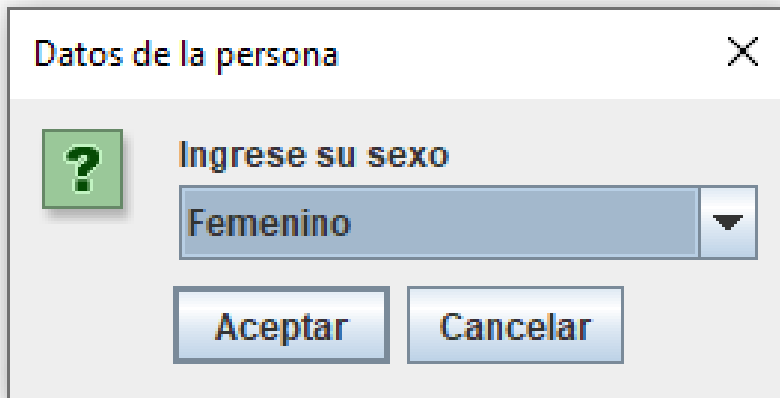 Datos de la persona
Ingrese su sexo
Femenino
Aceptar Cancelar